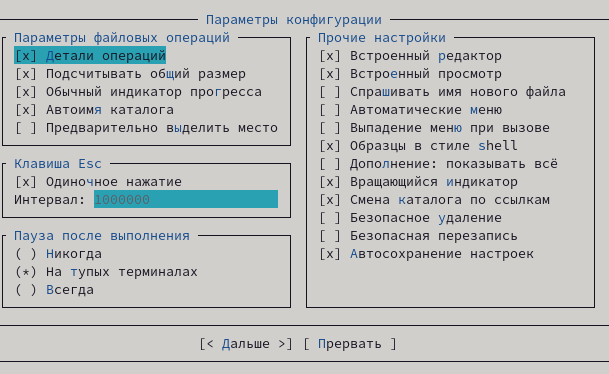 Параметры конфигурации
Параметры файловых операций
[x] Детали операций
[x] Подсчитывать общий размер
[x] Обычный индикатор прогресса
[x] Автоимя каталога
[ ] Предварительно выделить место
Клавиша Esc
[x] Одиночное нажатие
Интервал: 1000000
Пауза после выполнения
( ) Никогда
(*) На тупых терминалах
( ) Всегда
Прочие настройки
[x] Встроенный редактор
[x] Встроенный просмотр
[ ] Спрашивать имя нового файла
[ ] Автоматические меню
[ ] Выпадение меню при вызове
[x] Образцы в стиле shell
[ ] Дополнение: показывать всё
[x] Вращающийся индикатор
[x] Смена каталога по ссылкам
[ ] Безопасное удаление
[ ] Безопасная перезапись
[x] Автосохранение настроек
[< Дальше >] [ Прервать ]